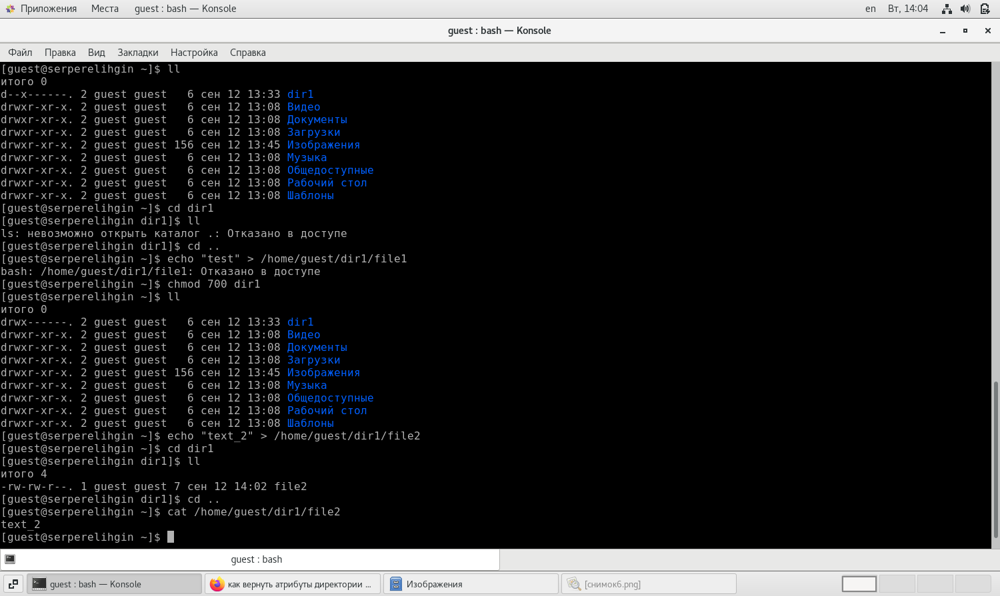 Приложения Места guest : bash — Konsole en Вт, 14:04
guest : bash — Konsole
Файл Правка Вид Закладки Настройка Справка
[guest@serperelihgin ~]$ ll
итого 0
d--x------. 2 guest guest   6 сен 12 13:33 dir1
drwxr-xr-x. 2 guest guest   6 сен 12 13:08 Видео
drwxr-xr-x. 2 guest guest   6 сен 12 13:08 Документы
drwxr-xr-x. 2 guest guest   6 сен 12 13:08 Загрузки
drwxr-xr-x. 2 guest guest 156 сен 12 13:45 Изображения
drwxr-xr-x. 2 guest guest   6 сен 12 13:08 Музыка
drwxr-xr-x. 2 guest guest   6 сен 12 13:08 Общедоступные
drwxr-xr-x. 2 guest guest   6 сен 12 13:08 Рабочий стол
drwxr-xr-x. 2 guest guest   6 сен 12 13:08 Шаблоны
[guest@serperelihgin ~]$ cd dir1
[guest@serperelihgin dir1]$ ll
ls: невозможно открыть каталог .: Отказано в доступе
[guest@serperelihgin dir1]$ cd ..
[guest@serperelihgin ~]$ echo "test" > /home/guest/dir1/file1
bash: /home/guest/dir1/file1: Отказано в доступе
[guest@serperelihgin ~]$ chmod 700 dir1
[guest@serperelihgin ~]$ ll
итого 0
drwx------. 2 guest guest   6 сен 12 13:33 dir1
drwxr-xr-x. 2 guest guest   6 сен 12 13:08 Видео
drwxr-xr-x. 2 guest guest   6 сен 12 13:08 Документы
drwxr-xr-x. 2 guest guest   6 сен 12 13:08 Загрузки
drwxr-xr-x. 2 guest guest 156 сен 12 13:45 Изображения
drwxr-xr-x. 2 guest guest   6 сен 12 13:08 Музыка
drwxr-xr-x. 2 guest guest   6 сен 12 13:08 Общедоступные
drwxr-xr-x. 2 guest guest   6 сен 12 13:08 Рабочий стол
drwxr-xr-x. 2 guest guest   6 сен 12 13:08 Шаблоны
[guest@serperelihgin ~]$ echo "text_2" > /home/guest/dir1/file2
[guest@serperelihgin ~]$ cd dir1
[guest@serperelihgin dir1]$ ll
итого 4
-rw-rw-r--. 1 guest guest 7 сен 12 14:02 file2
[guest@serperelihgin dir1]$ cd ..
[guest@serperelihgin ~]$ cat /home/guest/dir1/file2
text_2
[guest@serperelihgin ~]$
guest : bash
guest : bash — Konsole как вернуть атрибуты директории ... Изображения [снимок6.png]